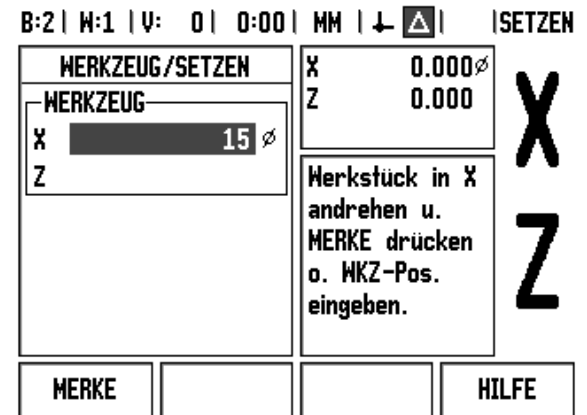 B:2| W:1 |V: 0| 0:00| MM | Δ| |SETZEN
WERKZEUG/SETZEN
WERKZEUG
X 15 ⌀
Z
X 0.000⌀
Z 0.000
Werkstück in X
andrehen u.
MERKE drücken
o. WKZ-Pos.
eingeben.
X
Z
MERKE
HILFE